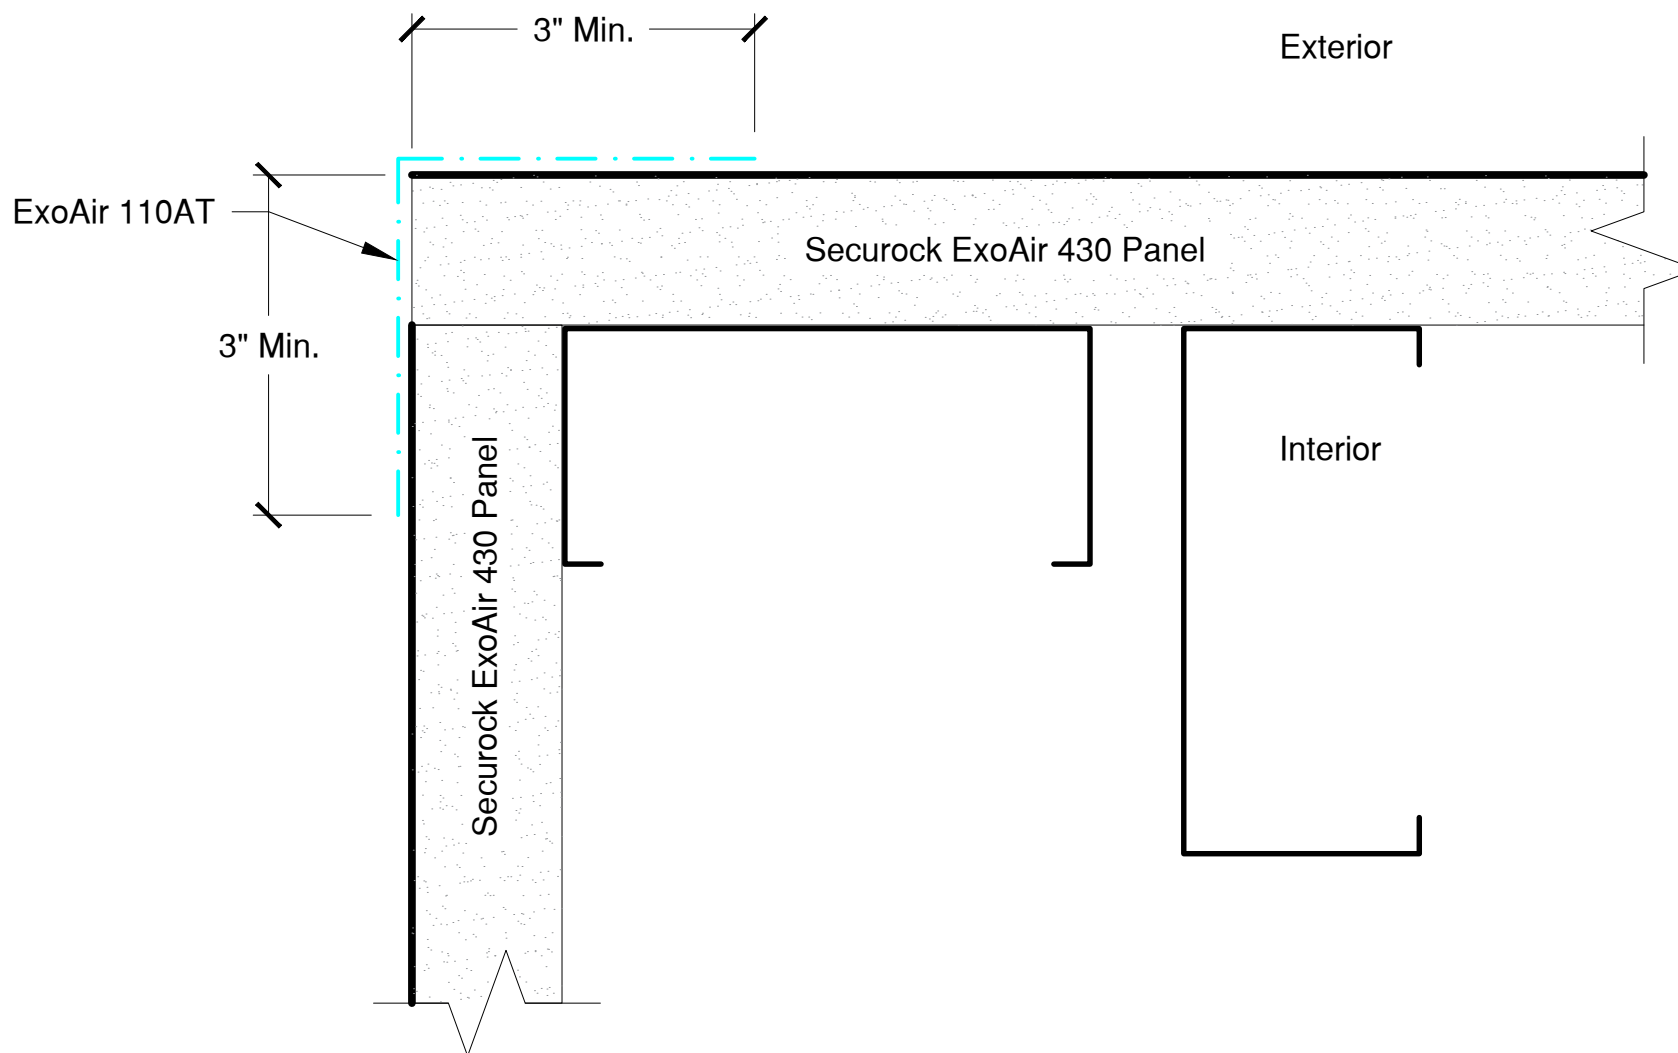 3" Min.
Exterior
ExoAir 110AT
Securock ExoAir 430 Panel
3" Min.
Interior
Securock ExoAir 430 Panel